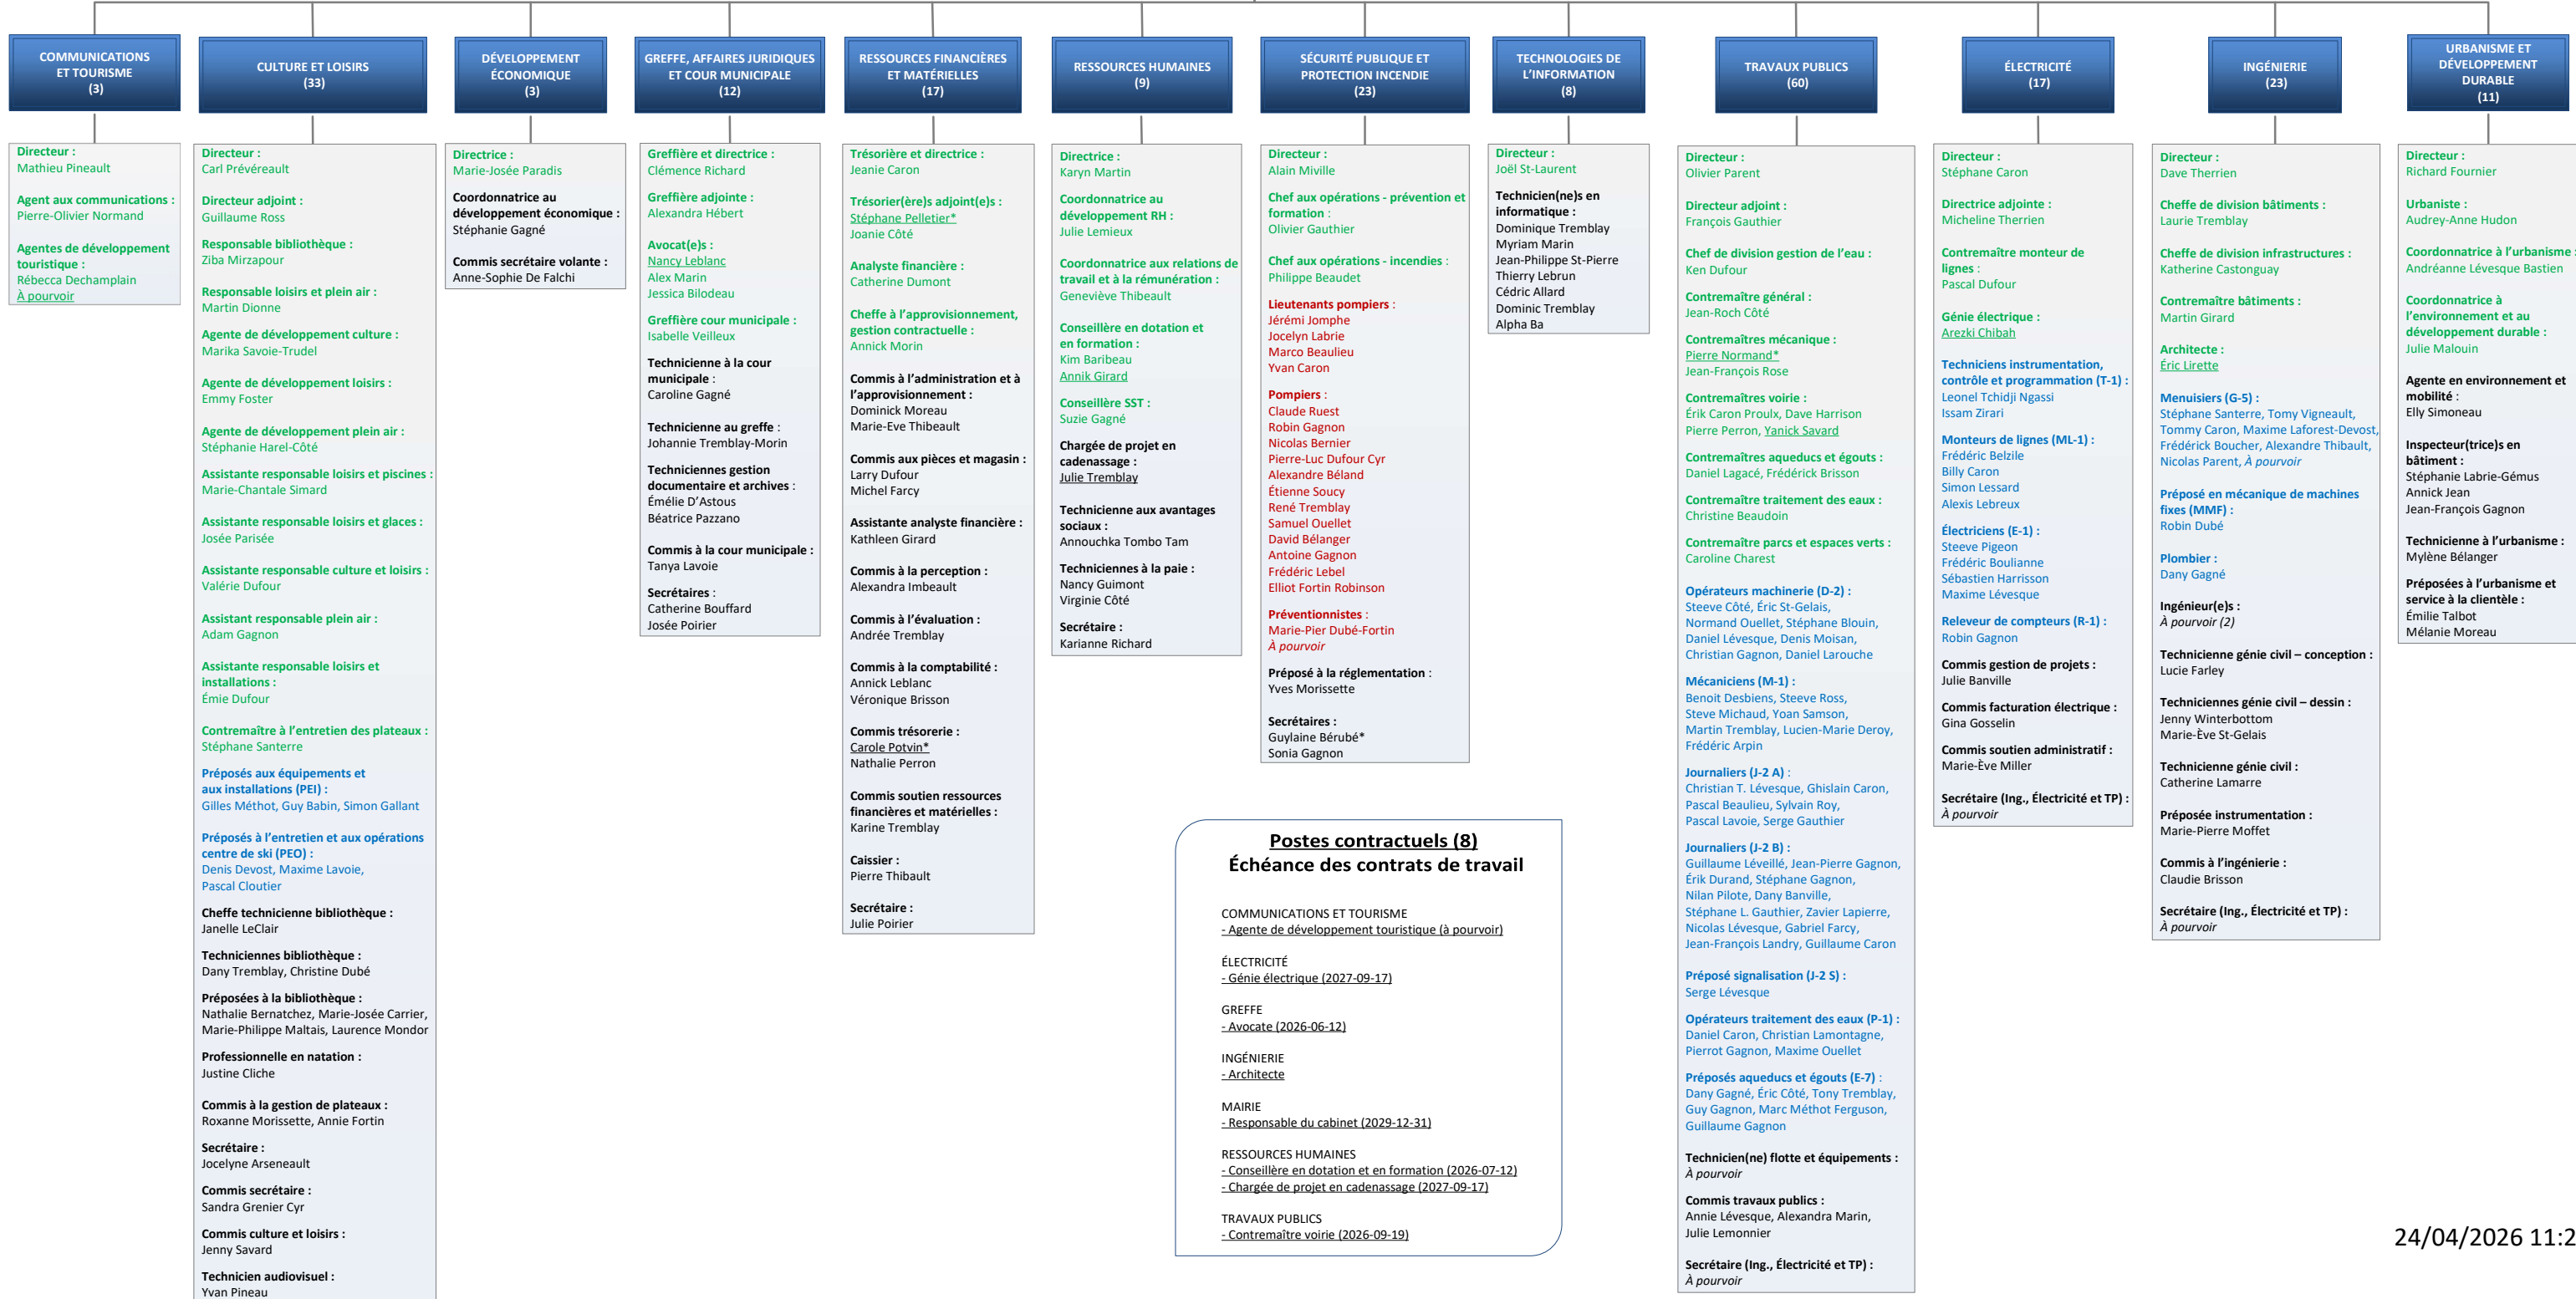 COMMUNICATIONS
ET TOURISME
(3)
Directeur :
Mathieu Pineault
Agent aux communications :
Pierre-Olivier Normand
Agentes de développement
touristique :
Rébecca Dechamplain
À pourvoir
CULTURE ET LOISIRS
(33)
Directeur :
Carl Prévéreault
Directeur adjoint :
Guillaume Ross
Responsable bibliothèque :
Ziba Mirzapour
Responsable loisirs et plein air :
Martin Dionne
Agente de développement culture :
Marika Savoie-Trudel
Agente de développement loisirs :
Emmy Foster
Agente de développement plein air :
Stéphanie Harel-Côté
Assistante responsable loisirs et piscines :
Marie-Chantale Simard
Assistante responsable loisirs et glaces :
Josée Parisée
Assistante responsable culture et loisirs :
Valérie Dufour
Assistant responsable plein air :
Adam Gagnon
Assistante responsable loisirs et
installations :
Émie Dufour
Contremaître à l’entretien des plateaux :
Stéphane Santerre
Préposés aux équipements et
aux installations (PEI) :
Gilles Méthot, Guy Babin, Simon Gallant
Préposés à l’entretien et aux opérations
centre de ski (PEO) :
Denis Devost, Maxime Lavoie,
Pascal Cloutier
Cheffe technicienne bibliothèque :
Janelle LeClair
Techniciennes bibliothèque :
Dany Tremblay, Christine Dubé
Préposées à la bibliothèque :
Nathalie Bernatchez, Marie-Josée Carrier,
Marie-Philippe Maltais, Laurence Mondor
Professionnelle en natation :
Justine Cliche
Commis à la gestion de plateaux :
Roxanne Morissette, Annie Fortin
Secrétaire :
Jocelyne Arseneault
Commis secrétaire :
Sandra Grenier Cyr
Commis culture et loisirs :
Jenny Savard
Technicien audiovisuel :
Yvan Pineau
DÉVELOPPEMENT
ÉCONOMIQUE
(3)
Directrice :
Marie-Josée Paradis
Coordonnatrice au
développement économique :
Stéphanie Gagné
Commis secrétaire volante :
Anne-Sophie De Falchi
GREFFE, AFFAIRES JURIDIQUES
ET COUR MUNICIPALE
(12)
Greffière et directrice :
Clémence Richard
Greffière adjointe :
Alexandra Hébert
Avocat(e)s :
Nancy Leblanc
Alex Marin
Jessica Bilodeau
Greffière cour municipale :
Isabelle Veilleux
Technicienne à la cour
municipale :
Caroline Gagné
Technicienne au greffe :
Johannie Tremblay-Morin
Techniciennes gestion
documentaire et archives :
Émélie D’Astous
Béatrice Pazzano
Commis à la cour municipale :
Tanya Lavoie
Secrétaires :
Catherine Bouffard
Josée Poirier
RESSOURCES FINANCIÈRES
ET MATÉRIELLES
(17)
Trésorière et directrice :
Jeanie Caron
Trésorier(ère)s adjoint(e)s :
Stéphane Pelletier*
Joanie Côté
Analyste financière :
Catherine Dumont
Cheffe à l’approvisionnement,
gestion contractuelle :
Annick Morin
Commis à l’administration et à
l’approvisionnement :
Dominick Moreau
Marie-Eve Thibeault
Commis aux pièces et magasin :
Larry Dufour
Michel Farcy
Assistante analyste financière :
Kathleen Girard
Commis à la perception :
Alexandra Imbeault
Commis à l’évaluation :
Andrée Tremblay
Commis à la comptabilité :
Annick Leblanc
Véronique Brisson
Commis trésorerie :
Carole Potvin*
Nathalie Perron
Commis soutien ressources
financières et matérielles :
Karine Tremblay
Caissier :
Pierre Thibault
Secrétaire :
Julie Poirier
RESSOURCES HUMAINES
(9)
Directrice :
Karyn Martin
Coordonnatrice au
développement RH :
Julie Lemieux
Coordonnatrice aux relations de
travail et à la rémunération :
Geneviève Thibeault
Conseillère en dotation et
en formation :
Kim Baribeau
Annik Girard
Conseillère SST :
Suzie Gagné
Chargée de projet en
cadenassage :
Julie Tremblay
Technicienne aux avantages
sociaux :
Annouchka Tombo Tam
Techniciennes à la paie :
Nancy Guimont
Virginie Côté
Secrétaire :
Karianne Richard
SÉCURITÉ PUBLIQUE ET
PROTECTION INCENDIE
(23)
Directeur :
Alain Miville
Chef aux opérations - prévention et
formation :
Olivier Gauthier
Chef aux opérations - incendies :
Philippe Beaudet
Lieutenants pompiers :
Jérémi Jomphe
Jocelyn Labrie
Marco Beaulieu
Yvan Caron
Pompiers :
Claude Ruest
Robin Gagnon
Nicolas Bernier
Pierre-Luc Dufour Cyr
Alexandre Béland
Étienne Soucy
René Tremblay
Samuel Ouellet
David Bélanger
Antoine Gagnon
Frédéric Lebel
Elliot Fortin Robinson
Préventionnistes :
Marie-Pier Dubé-Fortin
À pourvoir
Préposé à la réglementation :
Yves Morissette
Secrétaires :
Guylaine Bérubé*
Sonia Gagnon
TECHNOLOGIES DE
L’INFORMATION
(8)
Directeur :
Joël St-Laurent
Technicien(ne)s en
informatique :
Dominique Tremblay
Myriam Marin
Jean-Philippe St-Pierre
Thierry Lebrun
Cédric Allard
Dominic Tremblay
Alpha Ba
Postes contractuels (8)
Échéance des contrats de travail
COMMUNICATIONS ET TOURISME
- Agente de développement touristique (à pourvoir)
ÉLECTRICITÉ
- Génie électrique (2027-09-17)
GREFFE
- Avocate (2026-06-12)
INGÉNIERIE
- Architecte
MAIRIE
- Responsable du cabinet (2029-12-31)
RESSOURCES HUMAINES
- Conseillère en dotation et en formation (2026-07-12)
- Chargée de projet en cadenassage (2027-09-17)
TRAVAUX PUBLICS
- Contremaître voirie (2026-09-19)
TRAVAUX PUBLICS
(60)
Directeur :
Olivier Parent
Directeur adjoint :
François Gauthier
Chef de division gestion de l’eau :
Ken Dufour
Contremaître général :
Jean-Roch Côté
Contremaîtres mécanique :
Pierre Normand*
Jean-François Rose
Contremaîtres voirie :
Érik Caron Proulx, Dave Harrison
Pierre Perron, Yanick Savard
Contremaîtres aqueducs et égouts :
Daniel Lagacé, Frédérick Brisson
Contremaître traitement des eaux :
Christine Beaudoin
Contremaître parcs et espaces verts :
Caroline Charest
Opérateurs machinerie (D-2) :
Steeve Côté, Éric St-Gelais,
Normand Ouellet, Stéphane Blouin,
Daniel Lévesque, Denis Moisan,
Christian Gagnon, Daniel Larouche
Mécaniciens (M-1) :
Benoit Desbiens, Steeve Ross,
Steve Michaud, Yoan Samson,
Martin Tremblay, Lucien-Marie Deroy,
Frédéric Arpin
Journaliers (J-2 A) :
Christian T. Lévesque, Ghislain Caron,
Pascal Beaulieu, Sylvain Roy,
Pascal Lavoie, Serge Gauthier
Journaliers (J-2 B) :
Guillaume Léveillé, Jean-Pierre Gagnon,
Érik Durand, Stéphane Gagnon,
Nilan Pilote, Dany Banville,
Stéphane L. Gauthier, Zavier Lapierre,
Nicolas Lévesque, Gabriel Farcy,
Jean-François Landry, Guillaume Caron
Préposé signalisation (J-2 S) :
Serge Lévesque
Opérateurs traitement des eaux (P-1) :
Daniel Caron, Christian Lamontagne,
Pierrot Gagnon, Maxime Ouellet
Préposés aqueducs et égouts (E-7) :
Dany Gagné, Éric Côté, Tony Tremblay,
Guy Gagnon, Marc Méthot Ferguson,
Guillaume Gagnon
Technicien(ne) flotte et équipements :
À pourvoir
Commis travaux publics :
Annie Lévesque, Alexandra Marin,
Julie Lemonnier
Secrétaire (Ing., Électricité et TP) :
À pourvoir
ÉLECTRICITÉ
(17)
Directeur :
Stéphane Caron
Directrice adjointe :
Micheline Therrien
Contremaître monteur de
lignes :
Pascal Dufour
Génie électrique :
Arezki Chibah
Techniciens instrumentation,
contrôle et programmation (T-1) :
Leonel Tchidji Ngassi
Issam Zirari
Monteurs de lignes (ML-1) :
Frédéric Belzile
Billy Caron
Simon Lessard
Alexis Lebreux
Électriciens (E-1) :
Steeve Pigeon
Frédéric Boulianne
Sébastien Harrisson
Maxime Lévesque
Releveur de compteurs (R-1) :
Robin Gagnon
Commis gestion de projets :
Julie Banville
Commis facturation électrique :
Gina Gosselin
Commis soutien administratif :
Marie-Ève Miller
Secrétaire (Ing., Électricité et TP) :
À pourvoir
INGÉNIERIE
(23)
Directeur :
Dave Therrien
Cheffe de division bâtiments :
Laurie Tremblay
Cheffe de division infrastructures :
Katherine Castonguay
Contremaître bâtiments :
Martin Girard
Architecte :
Éric Lirette
Menuisiers (G-5) :
Stéphane Santerre, Tomy Vigneault,
Tommy Caron, Maxime Laforest-Devost,
Frédérick Boucher, Alexandre Thibault,
Nicolas Parent, À pourvoir
Préposé en mécanique de machines
fixes (MMF) :
Robin Dubé
Plombier :
Dany Gagné
Ingénieur(e)s :
À pourvoir (2)
Technicienne génie civil – conception :
Lucie Farley
Techniciennes génie civil – dessin :
Jenny Winterbottom
Marie-Ève St-Gelais
Technicienne génie civil :
Catherine Lamarre
Préposée instrumentation :
Marie-Pierre Moffet
Commis à l’ingénierie :
Claudie Brisson
Secrétaire (Ing., Électricité et TP) :
À pourvoir
URBANISME ET
DÉVELOPPEMENT
DURABLE
(11)
Directeur :
Richard Fournier
Urbaniste :
Audrey-Anne Hudon
Coordonnatrice à l’urbanisme :
Andréanne Lévesque Bastien
Coordonnatrice à
l’environnement et au
développement durable :
Julie Malouin
Agente en environnement et
mobilité :
Elly Simoneau
Inspecteur(trice)s en
bâtiment :
Stéphanie Labrie-Gémus
Annick Jean
Jean-François Gagnon
Technicienne à l’urbanisme :
Mylène Bélanger
Préposées à l’urbanisme et
service à la clientèle :
Émilie Talbot
Mélanie Moreau
24/04/2026 11:2